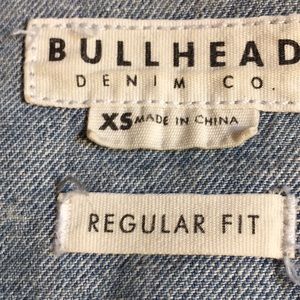 BULLHEAD
DENIM CO.
XS MADE IN CHINA
REGULAR FIT